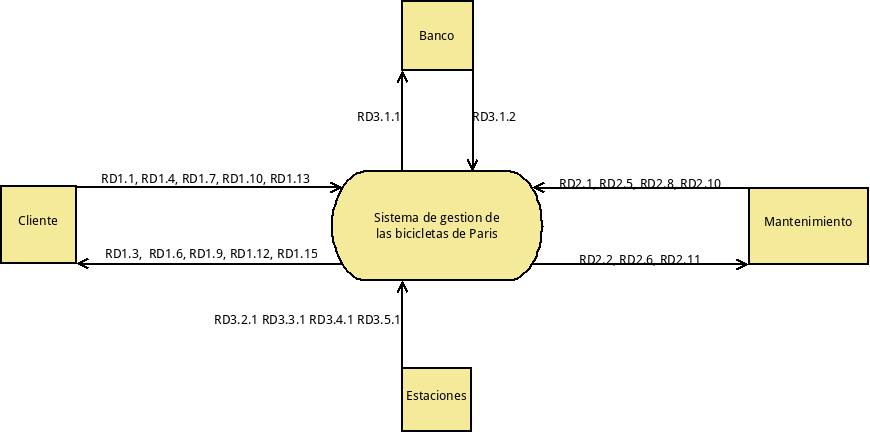 Banco
RD3.1.1
RD3.1.2
RD1.1, RD1.4, RD1.7, RD1.10, RD1.13
RD2.1, RD2.5, RD2.8, RD2.10
Cliente
Sistema de gestion de
las bicicletas de Paris
Mantenimiento
RD1.3,  RD1.6, RD1.9, RD1.12, RD1.15
RD2.2, RD2.6, RD2.11
RD3.2.1 RD3.3.1 RD3.4.1 RD3.5.1
Estaciones